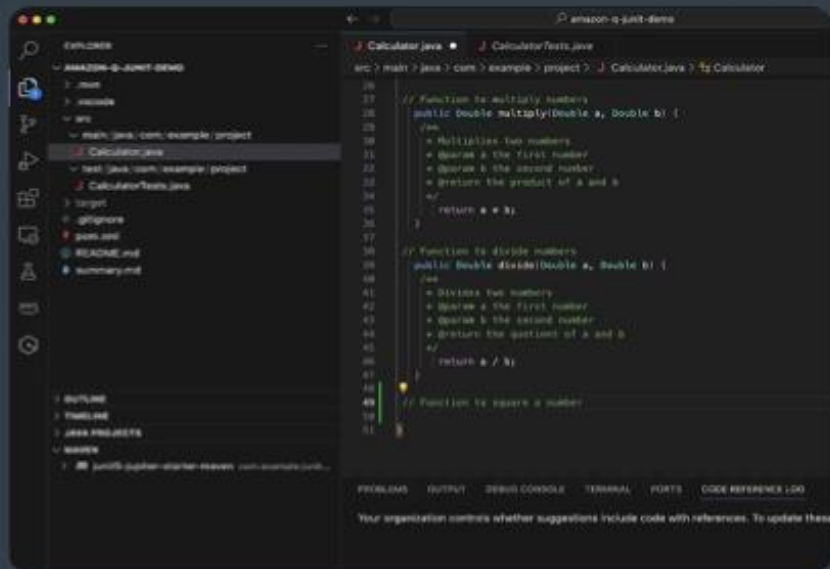 amazon-q-junit-demo
EXPLORER
AMAZON-Q-JUNIT-DEMO
.mvn
.vscode
src
main/java/com/example/project
J Calculator.java
test/java/com/example/project
J CalculatorTests.java
target
.gitignore
pom.xml
README.md
summary.md
OUTLINE
TIMELINE
JAVA PROJECTS
MAVEN
junit5-jupiter-starter-maven com.example.junit...
J Calculator.java
J CalculatorTests.java
src > main > java > com > example > project > J Calculator.java > Calculator
26
27 // Function to multiply numbers
28 public Double multiply(Double a, Double b) {
29 /**
30 * Multiplies two numbers
31 * @param a the first number
32 * @param b the second number
33 * @return the product of a and b
34 */
35 return a * b;
36 }
37
38 // Function to divide numbers
39 public Double divide(Double a, Double b) {
40 /**
41 * Divides two numbers
42 * @param a the first number
43 * @param b the second number
44 * @return the quotient of a and b
45 */
46 return a / b;
47 }
48
49 // Function to square a number
50
51 }
PROBLEMS OUTPUT DEBUG CONSOLE TERMINAL PORTS CODE REFERENCE LOG
Your organization controls whether suggestions include code with references. To update these